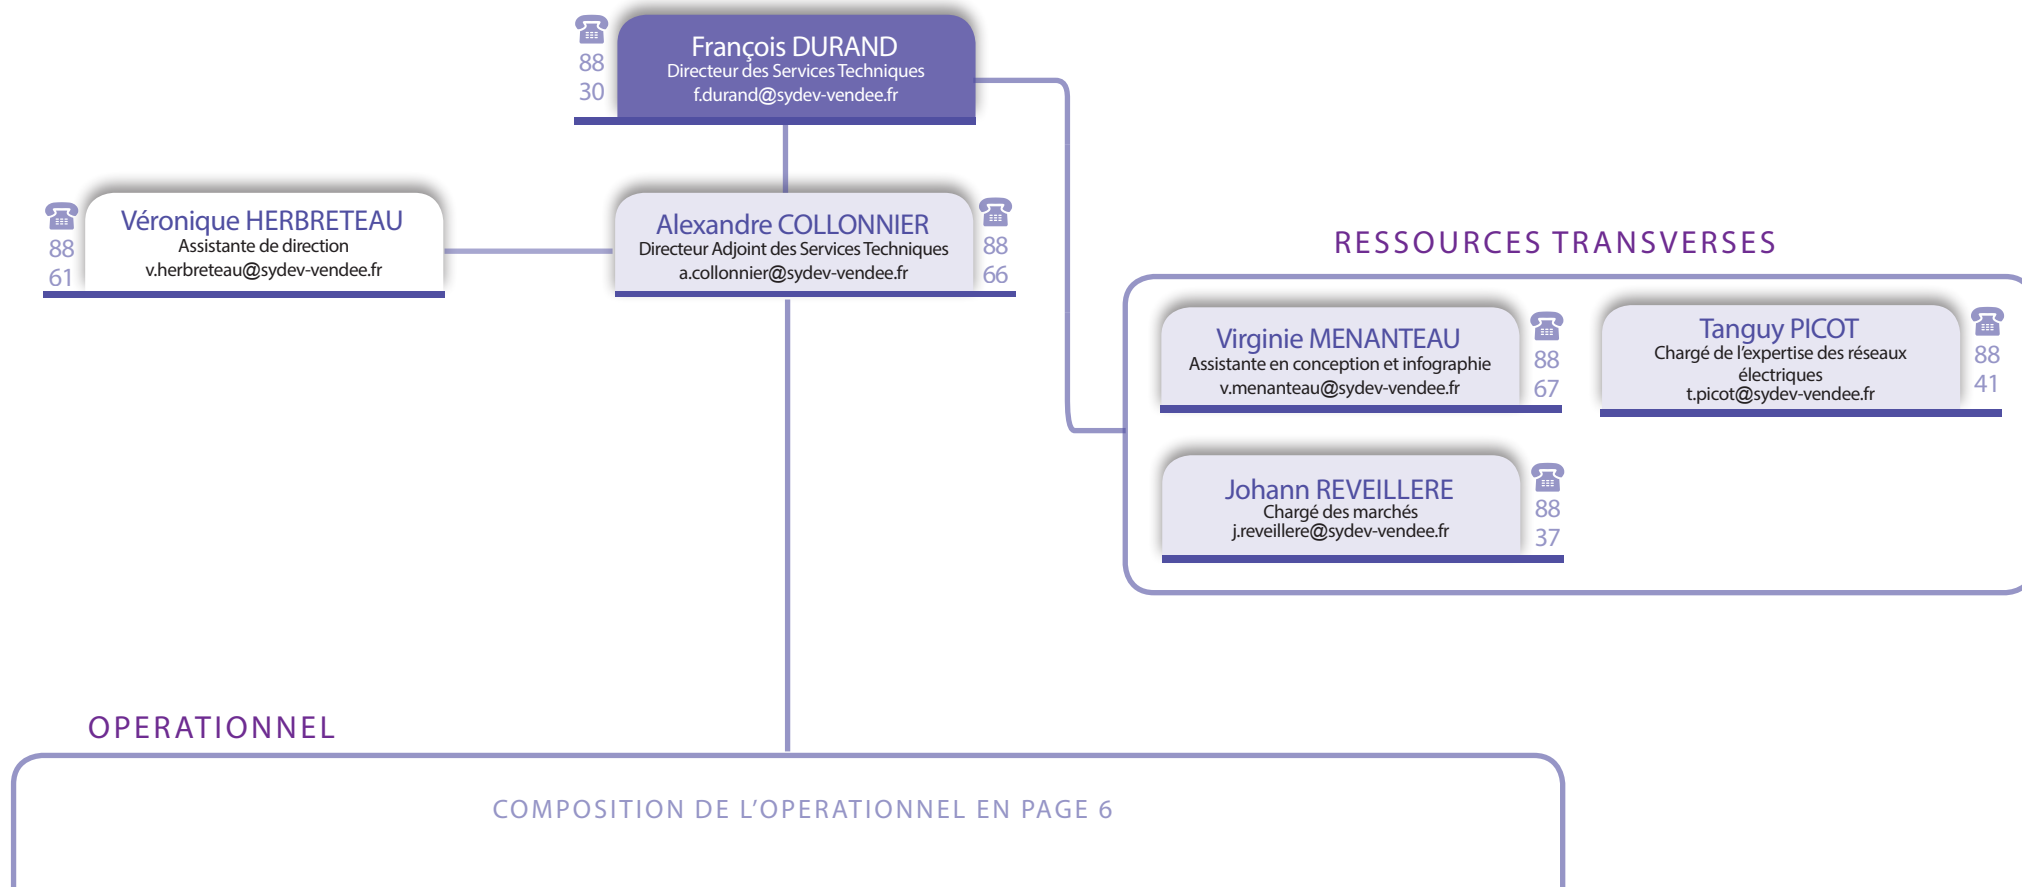 88
30
François DURAND
Directeur des Services Techniques
f.durand@sydev-vendee.fr
88
61
Véronique HERBRETEAU
Assistante de direction
v.herbreteau@sydev-vendee.fr
Alexandre COLLONNIER
Directeur Adjoint des Services Techniques
a.collonnier@sydev-vendee.fr
88
66
RESSOURCES TRANSVERSES
Virginie MENANTEAU
Assistante en conception et infographie
v.menanteau@sydev-vendee.fr
88
67
Tanguy PICOT
Chargé de l'expertise des réseaux
électriques
t.picot@sydev-vendee.fr
88
41
Johann REVEILLERE
Chargé des marchés
j.reveillere@sydev-vendee.fr
88
37
OPERATIONNEL
COMPOSITION DE L'OPERATIONNEL EN PAGE 6